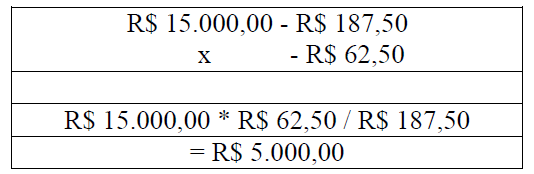 R$ 15.000,00 - R$ 187,50
x - R$ 62,50
R$ 15.000,00 * R$ 62,50 / R$ 187,50
= R$ 5.000,00